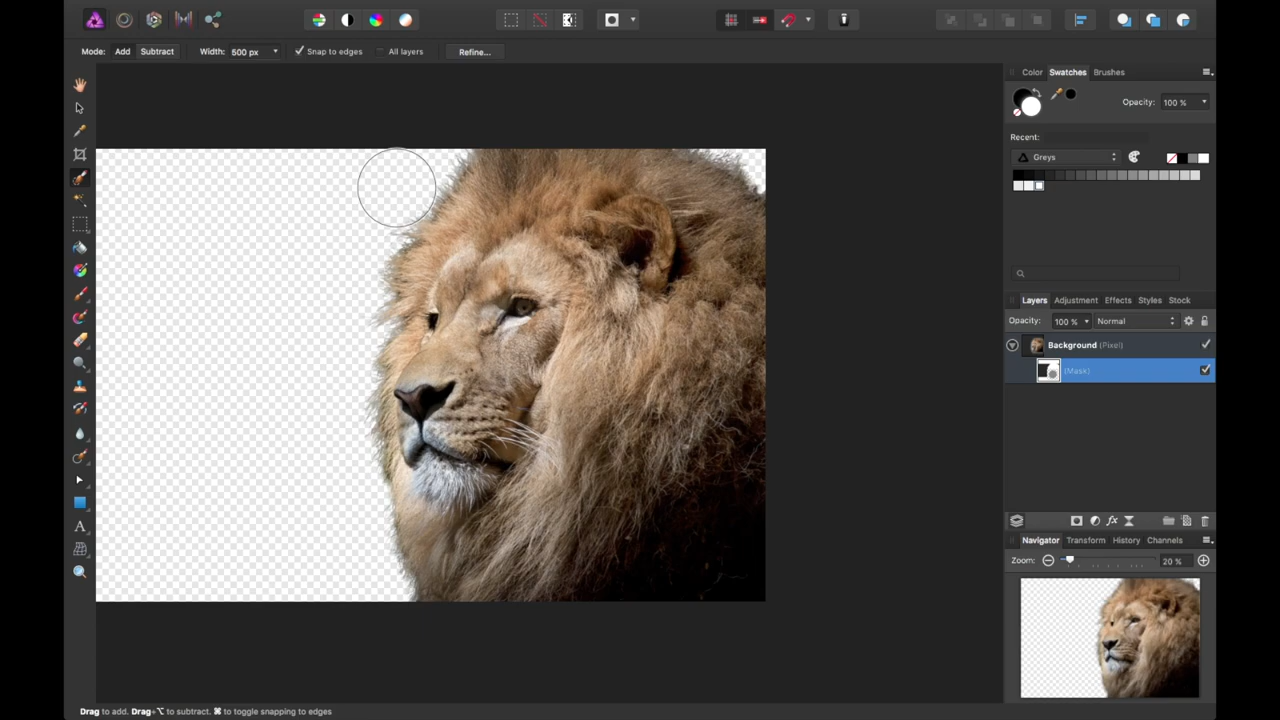 Mode: Add Subtract Width: 500 px Snap to edges All layers Refine...
Color Swatches Brushes
Opacity: 100 %
Recent:
Greys
Layers Adjustment Effects Styles Stock
Opacity: 100 % Normal
Background (Pixel)
(Mask)
fx
Navigator Transform History Channels
Zoom: 20 %
A
Drag to add. Drag+⌥ to subtract. ⌘ to toggle snapping to edges